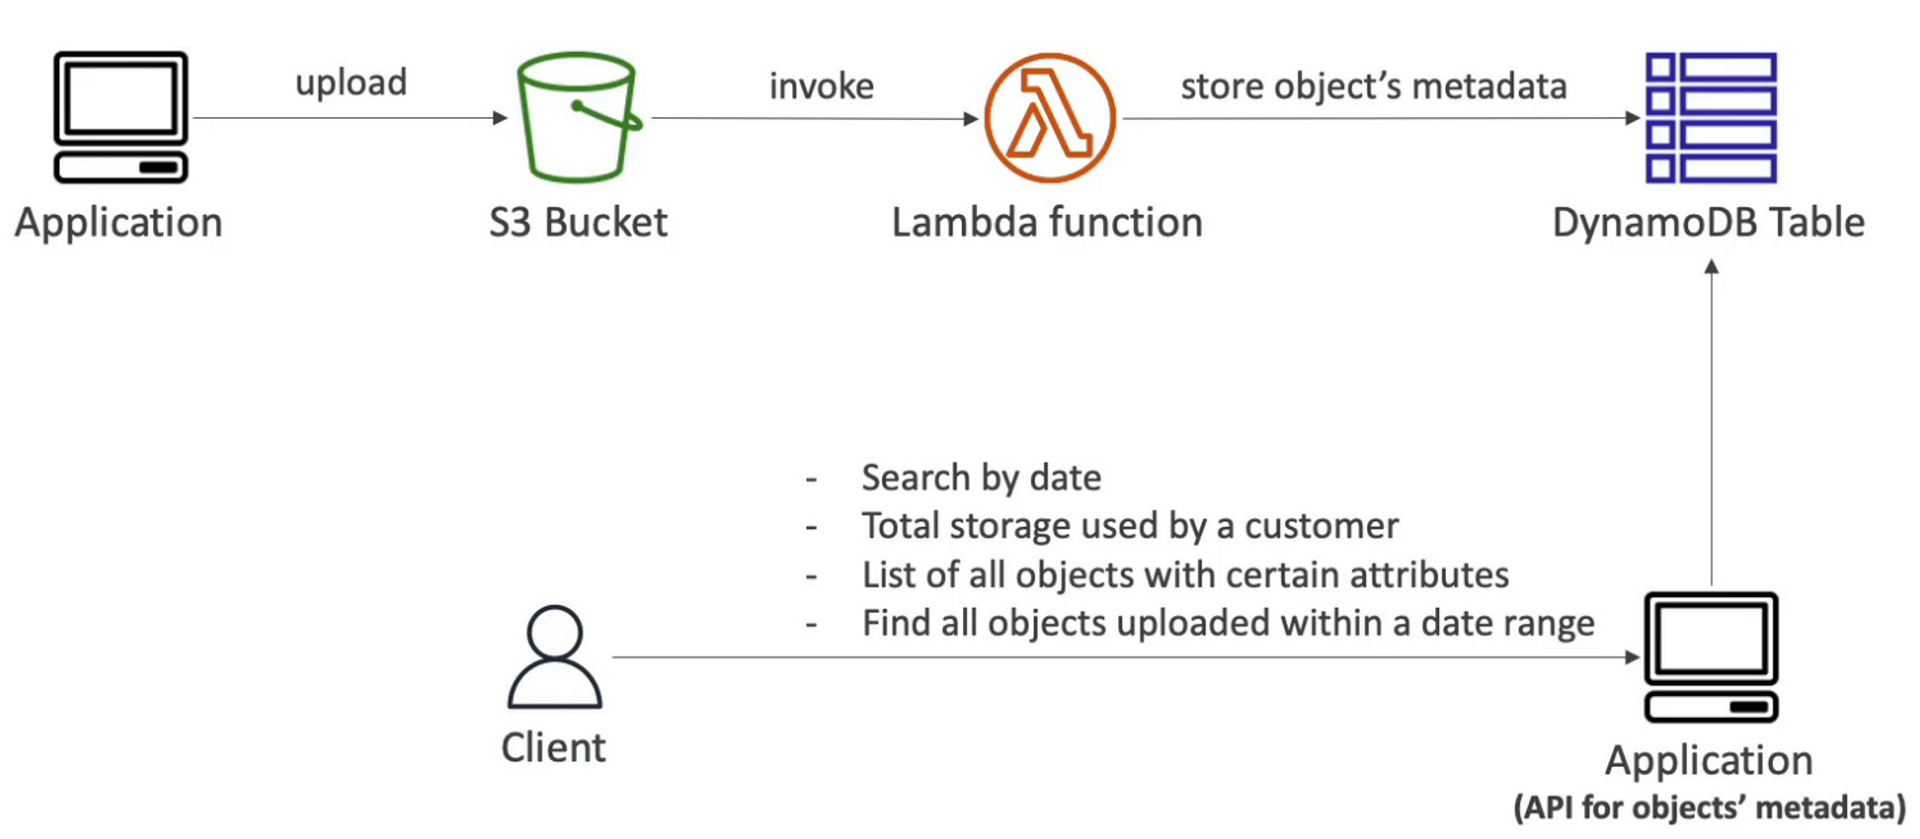 upload
invoke
store object's metadata
Application
S3 Bucket
Lambda function
DynamoDB Table
- Search by date
- Total storage used by a customer
- List of all objects with certain attributes
- Find all objects uploaded within a date range
Client
Application
(API for objects' metadata)